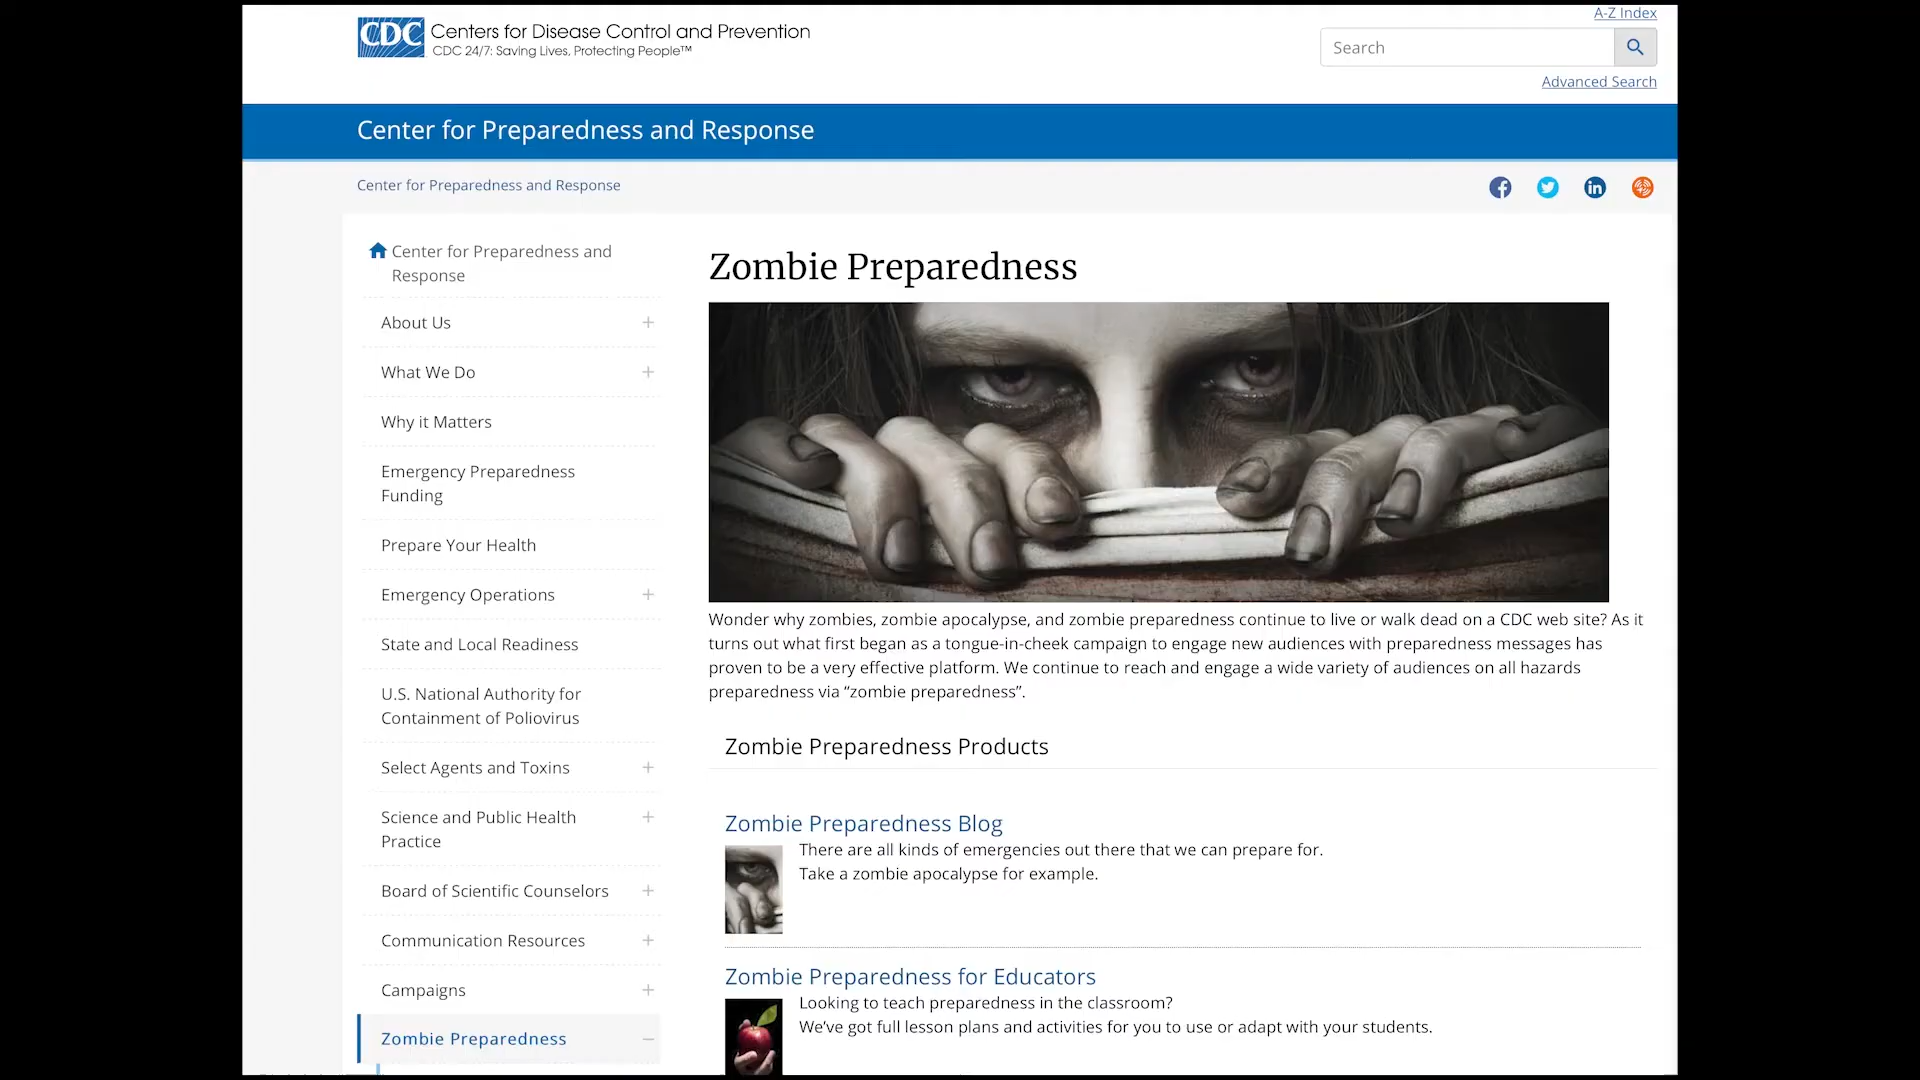 CDC Centers for Disease Control and Prevention
CDC 24/7: Saving Lives, Protecting People™
A-Z Index
Search
Advanced Search
Center for Preparedness and Response
Center for Preparedness and Response
Center for Preparedness and
Response
About Us
What We Do
Why it Matters
Emergency Preparedness
Funding
Prepare Your Health
Emergency Operations
State and Local Readiness
U.S. National Authority for
Containment of Poliovirus
Select Agents and Toxins
Science and Public Health
Practice
Board of Scientific Counselors
Communication Resources
Campaigns
Zombie Preparedness
Zombie Preparedness
Wonder why zombies, zombie apocalypse, and zombie preparedness continue to live or walk dead on a CDC web site? As it
turns out what first began as a tongue-in-cheek campaign to engage new audiences with preparedness messages has
proven to be a very effective platform. We continue to reach and engage a wide variety of audiences on all hazards
preparedness via “zombie preparedness”.
Zombie Preparedness Products
Zombie Preparedness Blog
There are all kinds of emergencies out there that we can prepare for.
Take a zombie apocalypse for example.
Zombie Preparedness for Educators
Looking to teach preparedness in the classroom?
We’ve got full lesson plans and activities for you to use or adapt with your students.